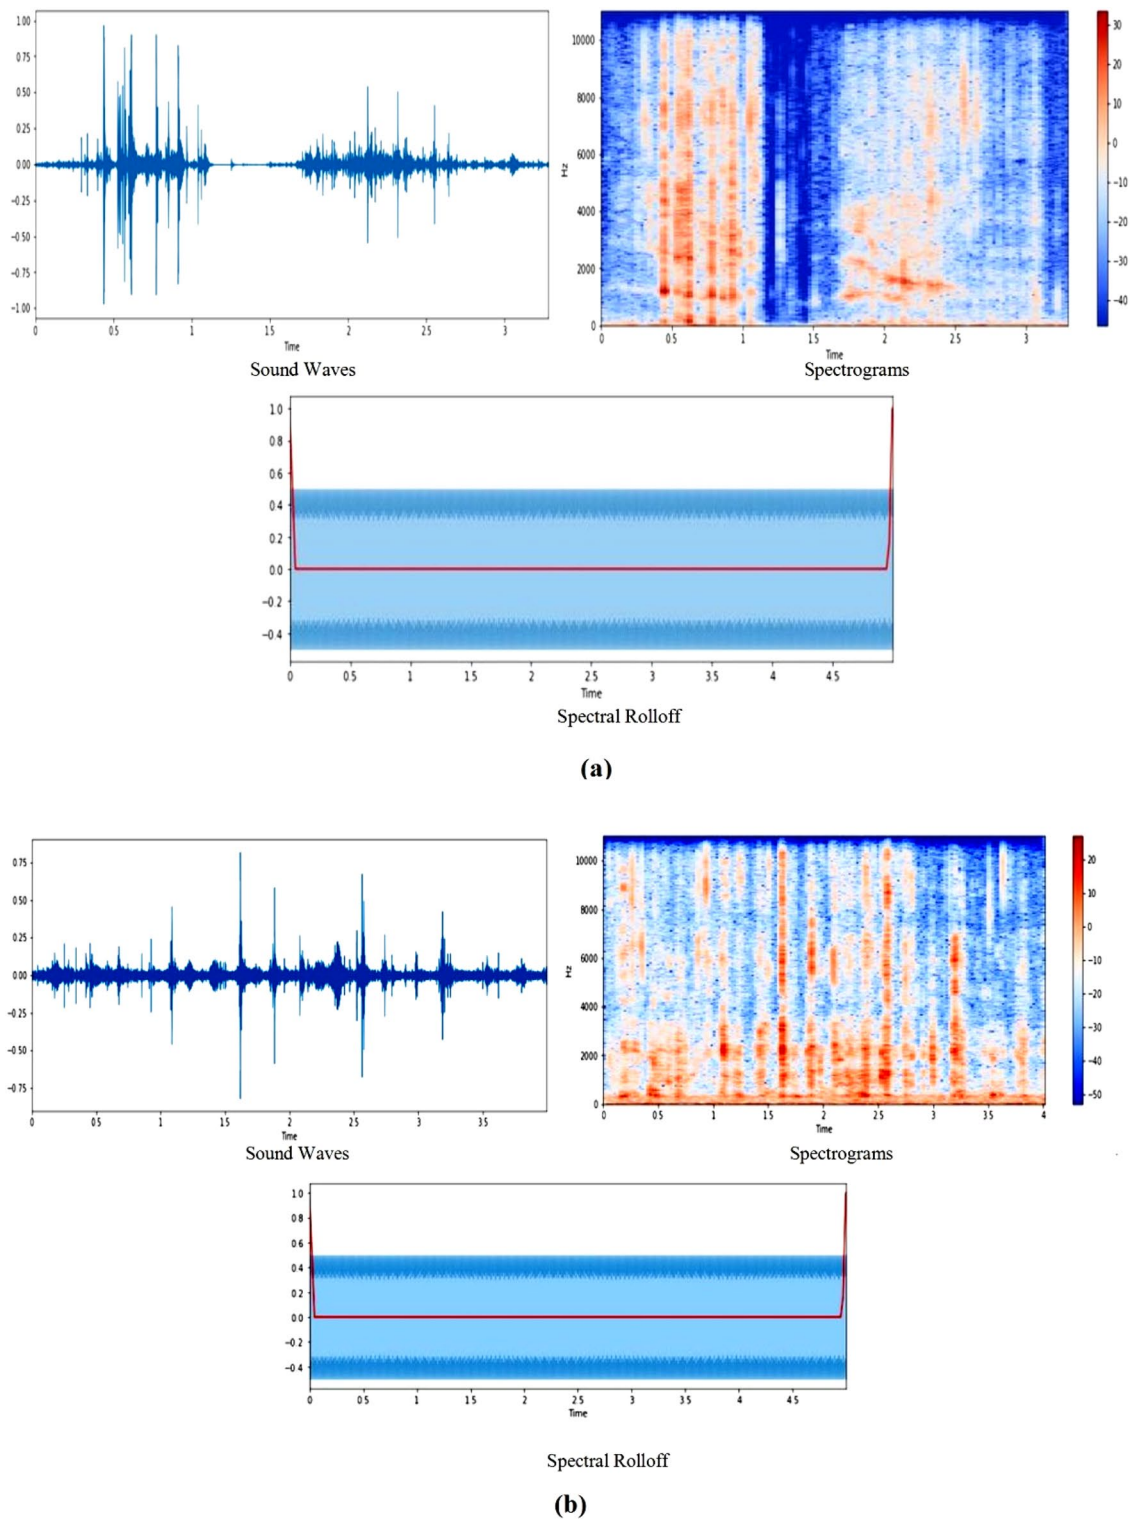 1.00
0.75
0.50
0.25
0.00
−0.25
−0.50
−0.75
−1.00
0 0.5 1 1.5 2 2.5 3
Time
Sound Waves
10000
8000
6000
4000
2000
0
Hz
0 0.5 1 1.5 2 2.5 3
Time
30
20
10
0
−10
−20
−30
−40
Spectrograms
1.0
0.8
0.6
0.4
0.2
0.0
−0.2
−0.4
0 0.5 1 1.5 2 2.5 3 3.5 4 4.5
Time
Spectral Rolloff
(a)
0.75
0.50
0.25
0.00
−0.25
−0.50
−0.75
0 0.5 1 1.5 2 2.5 3 3.5
Time
Sound Waves
10000
8000
6000
4000
2000
0
Hz
0 0.5 1 1.5 2 2.5 3 3.5 4
Time
20
10
0
−10
−20
−30
−40
−50
Spectrograms
1.0
0.8
0.6
0.4
0.2
0.0
−0.2
−0.4
0 0.5 1 1.5 2 2.5 3 3.5 4 4.5
Time
Spectral Rolloff
(b)